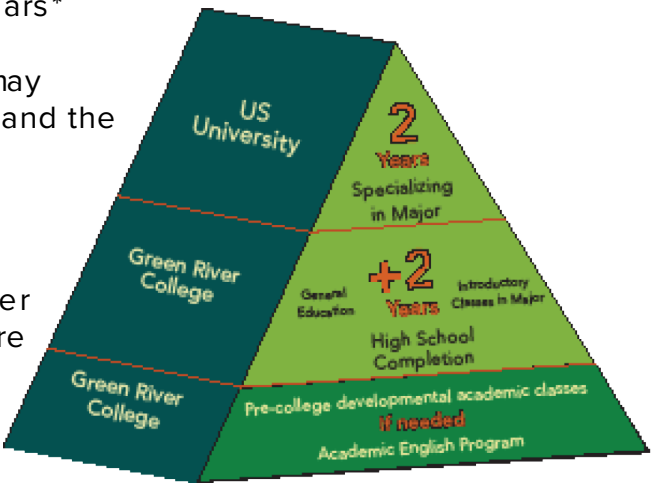 ars*
may
and the
er
re
US
University
2
Years
Specializing
in Major
Green River
College
General
Education
+2
Years
Introductory
Classes in Major
High School
Completion
Green River
College
Pre-college developmental academic classes
if needed
Academic English Program